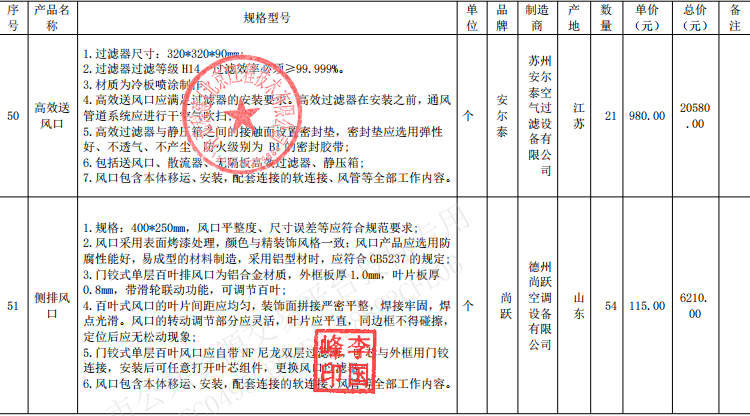 序号 产品名称 规格型号 单位 品牌 制造商 产地 数量 单价（元） 总价（元） 备注
50
高效送风口
1.过滤器尺寸：320*320*90mm；
2.过滤器过滤等级 H14，过滤效率必须≥99.999%。
3.材质为冷板喷涂制作
4.高效送风口应满足过滤器的安装要求。高效过滤器在安装之前，通风
管道系统应进行干空气吹扫；
5.高效过滤器与静压箱之间的接触面设置密封垫，密封垫应选用弹性
好、不透气、不产尘、防火级别为 B1 的密封胶带；
6.包括送风口、散流器、无隔板高效过滤器、静压箱；
7.风口包含本体移运、安装，配套连接的软连接、风管等全部工作内容。
个
安尔泰
苏州安尔泰空气过滤设备有限公司
江苏
21
980.00
20580.00
51
侧排风口
1.规格：400*250mm，风口平整度、尺寸误差等应符合规范要求；
2.风口采用表面烤漆处理，颜色与精装饰风格一致；风口产品应选用防
腐性能好，易成型的材料制造，采用铝型材时，应符合 GB5237 的规定；
3.门铰式单层百叶排风口为铝合金材质，外框板厚 1.0mm，叶片板厚
0.8mm，带滑轮联动功能，可调节百叶；
4.百叶式风口的叶片间距应均匀，装饰面拼接严密平整，焊接牢固，焊
点光滑。风口的转动调节部分应灵活，叶片应平直，同边框不得碰擦，
定位后应无松动现象；
5.门铰式单层百叶风口应自带 NF 尼龙双层过滤网，叶芯与外框用门铰
连接，安装后可任意打开叶芯组件，更换风口过滤器；
6.风口包含本体移运、安装，配套连接的软连接、风管等全部工作内容。
个
尚跃
德州尚跃空调设备有限公司
山东
54
115.00
6210.00
李国峰印